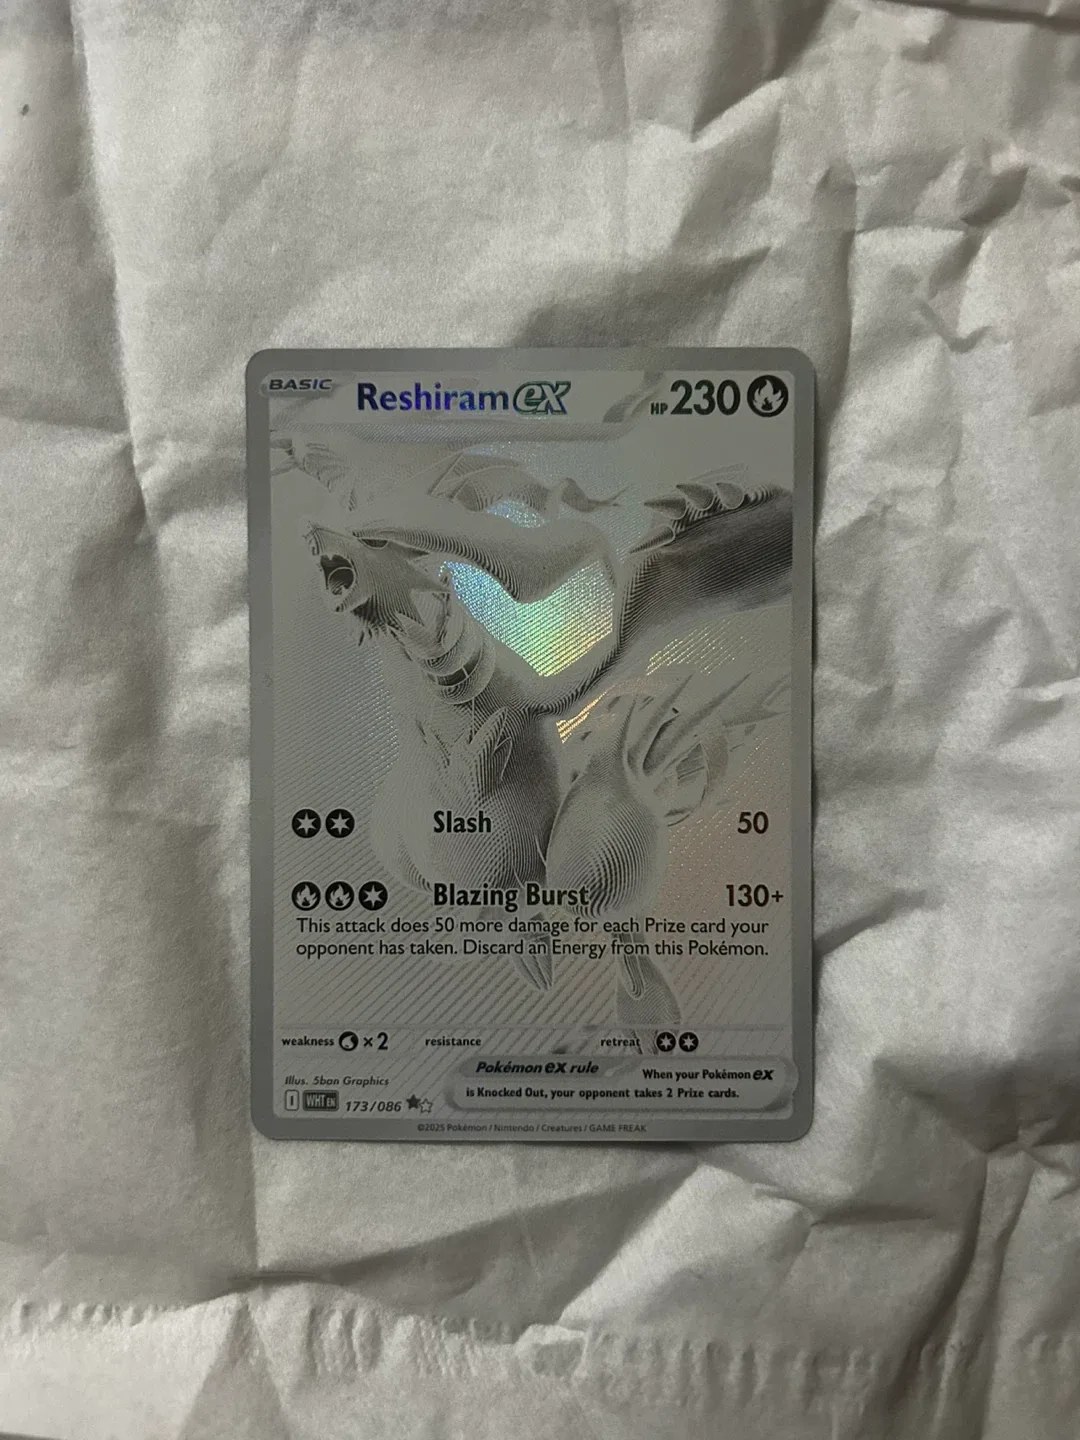 BASIC Reshiram ex HP 230
Slash 50
Blazing Burst 130+
This attack does 50 more damage for each Prize card your
opponent has taken. Discard an Energy from this Pokémon.
weakness ×2 resistance retreat
Pokémon ex rule When your Pokémon ex
is Knocked Out, your opponent takes 2 Prize cards.
Illus. 5ban Graphics
I WHT EN 173/086
©2025 Pokémon / Nintendo / Creatures / GAME FREAK